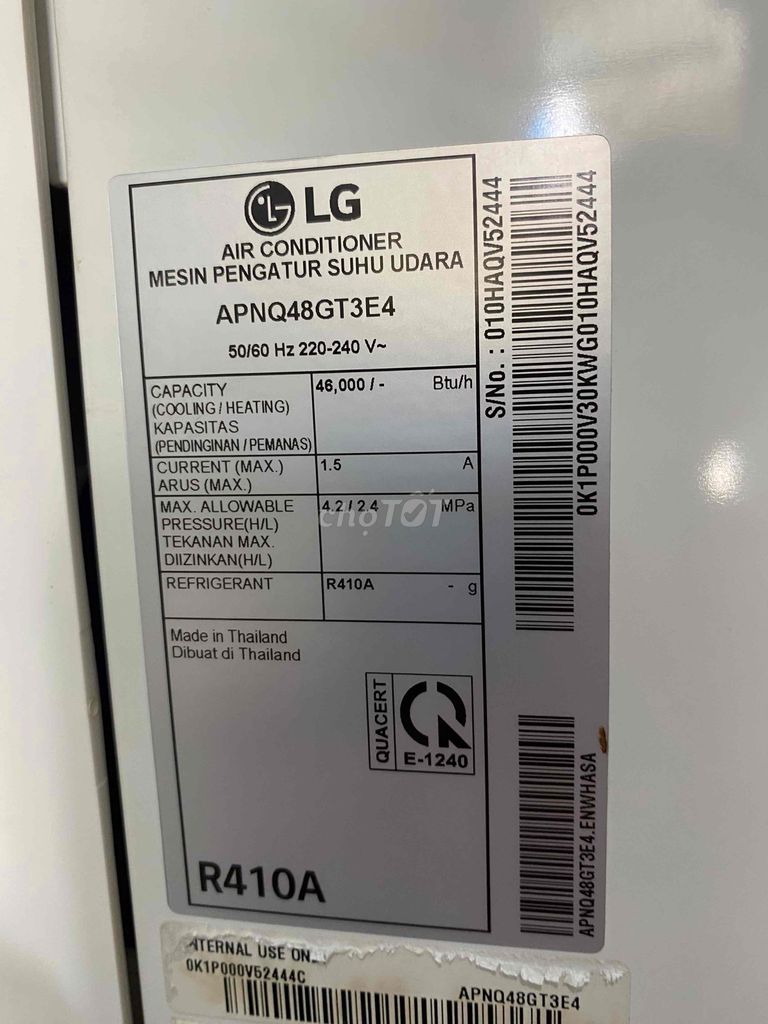 LG
AIR CONDITIONER
MESIN PENGATUR SUHU UDARA
APNQ48GT3E4
50/60 Hz 220-240 V~
CAPACITY 46,000 / - Btu/h
(COOLING / HEATING)
KAPASITAS
(PENDINGINAN / PEMANAS)
CURRENT (MAX.) 1.5 A
ARUS (MAX.)
MAX. ALLOWABLE 4.2 / 2.4 MPa
PRESSURE(H/L)
TEKANAN MAX.
DIIZINKAN(H/L)
REFRIGERANT R410A - g
Made in Thailand
Dibuat di Thailand
QUACERT
E-1240
R410A
S/No. : 010HAQV52444
0K1P000V30KWG010HAQV52444
APNQ48GT3E4.ENWHASA
chợTỐT
INTERNAL USE ON
0K1P000V52444C
APNQ48GT3E4